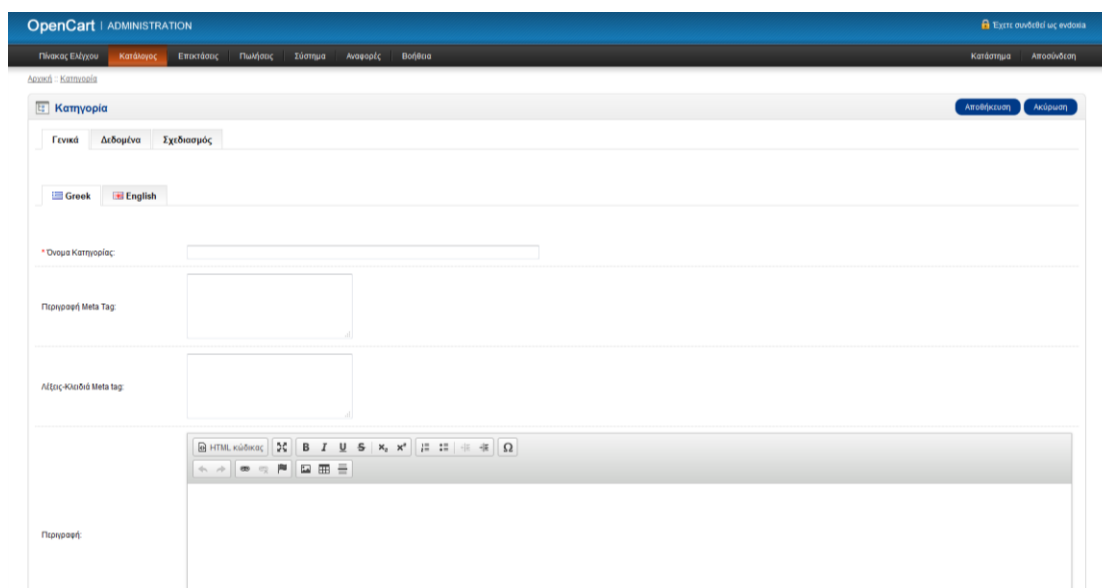 OpenCart | ADMINISTRATION
Έχετε συνδεθεί ως evdoxia
Πίνακας Ελέγχου Κατάλογος Επεκτάσεις Πωλήσεις Σύστημα Αναφορές Βοήθεια Κατάστημα Αποσύνδεση
Αρχική :: Κατηγορία
Κατηγορία Αποθήκευση Ακύρωση
Γενικά Δεδομένα Σχεδιασμός
Greek English
* Όνομα Κατηγορίας:
Περιγραφή Meta Tag:
Λέξεις-Κλειδιά Meta tag:
HTML κώδικας B I U S x₂ x² Ω
Περιγραφή: